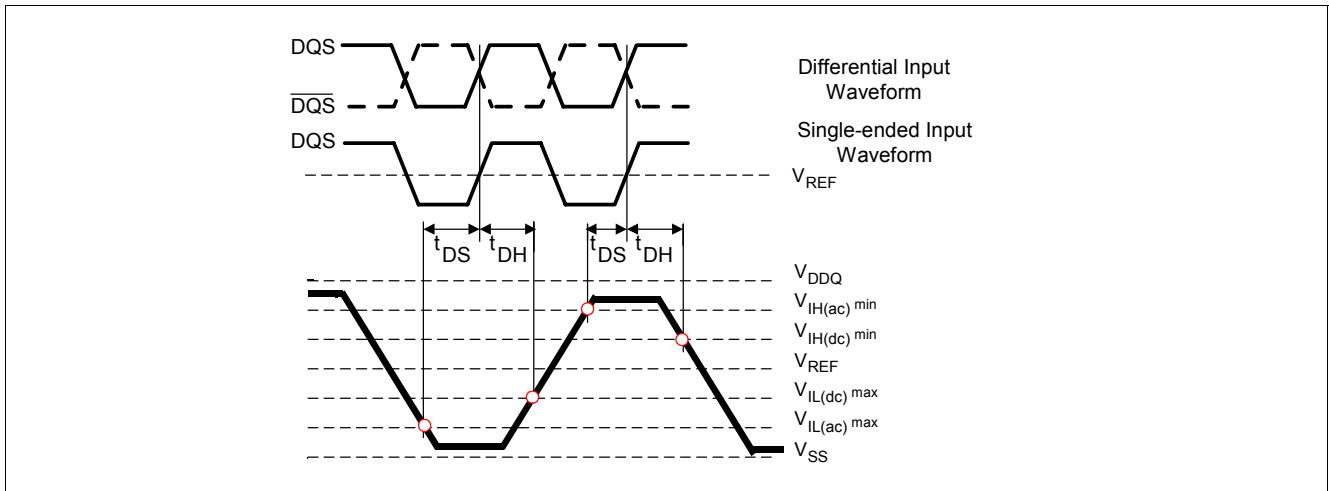 DQS
Differential Input
Waveform
D̅Q̅S̅
DQS
Single-ended Input
Waveform
VREF
tDS tDH tDS tDH
VDDQ
VIH(ac) min
VIH(dc) min
VREF
VIL(dc) max
VIL(ac) max
VSS